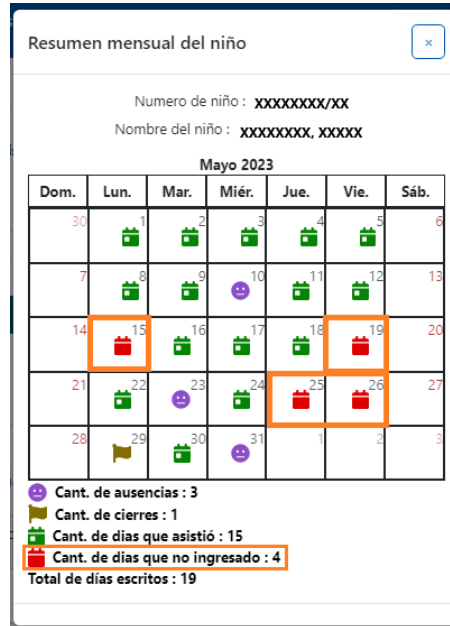 Resumen mensual del niño ×
Numero de niño : XXXXXXXX/XX
Nombre del niño : XXXXXXXX, XXXXX
Mayo 2023
Dom. Lun. Mar. Miér. Jue. Vie. Sáb.
30 1 2 3 4 5 6
7 8 9 10 11 12 13
14 15 16 17 18 19 20
21 22 23 24 25 26 27
28 29 30 31 1 2 3
Cant. de ausencias : 3
Cant. de cierres : 1
Cant. de dias que asistió : 15
Cant. de dias que no ingresado : 4
Total de días escritos : 19